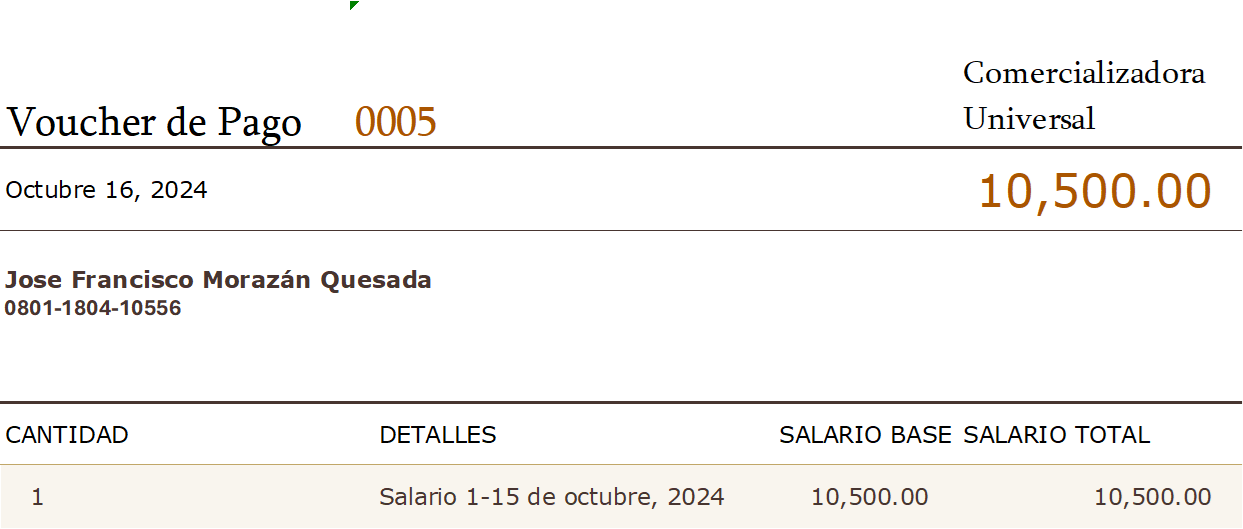 Comercializadora
Universal
Voucher de Pago 0005
Octubre 16, 2024 10,500.00
Jose Francisco Morazán Quesada
0801-1804-10556
CANTIDAD DETALLES SALARIO BASE SALARIO TOTAL
1 Salario 1-15 de octubre, 2024 10,500.00 10,500.00